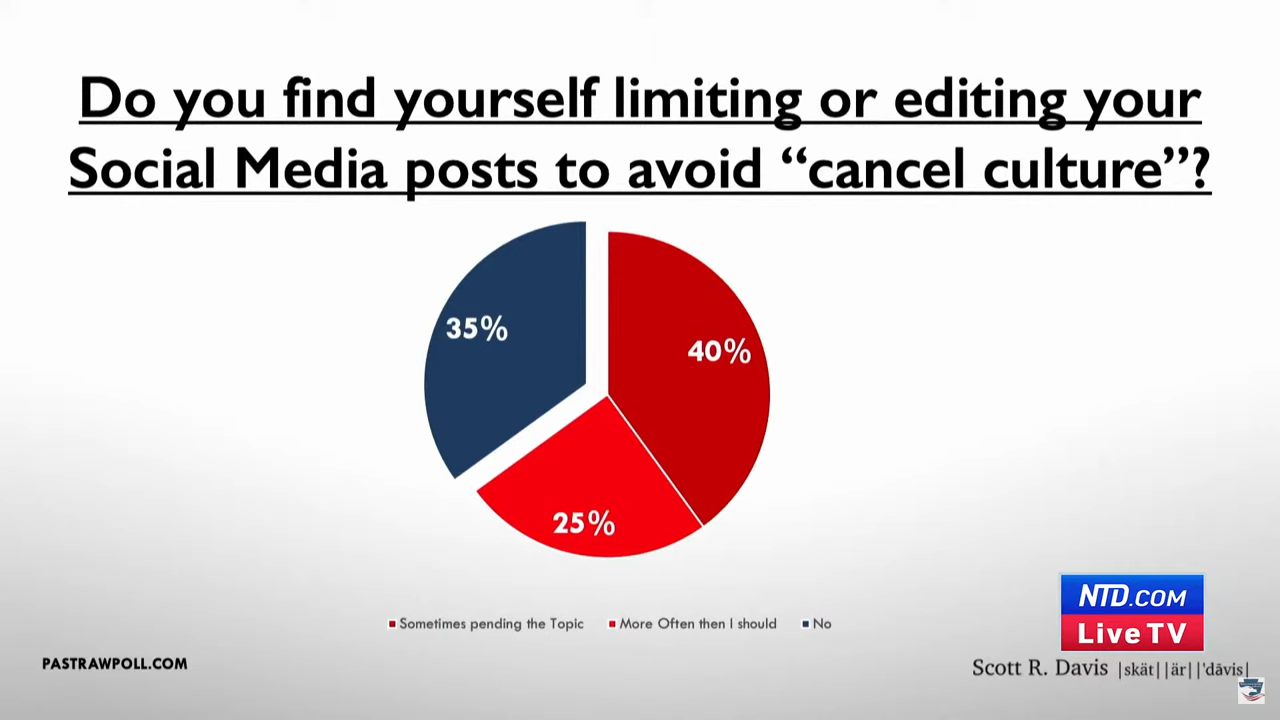 Do you find yourself limiting or editing your
Social Media posts to avoid “cancel culture”?
35%
40%
25%
Sometimes pending the Topic More Often then I should No
NTD.COM
Live TV
PASTRAWPOLL.COM
Scott R. Davis |skät||är||'dāvis|